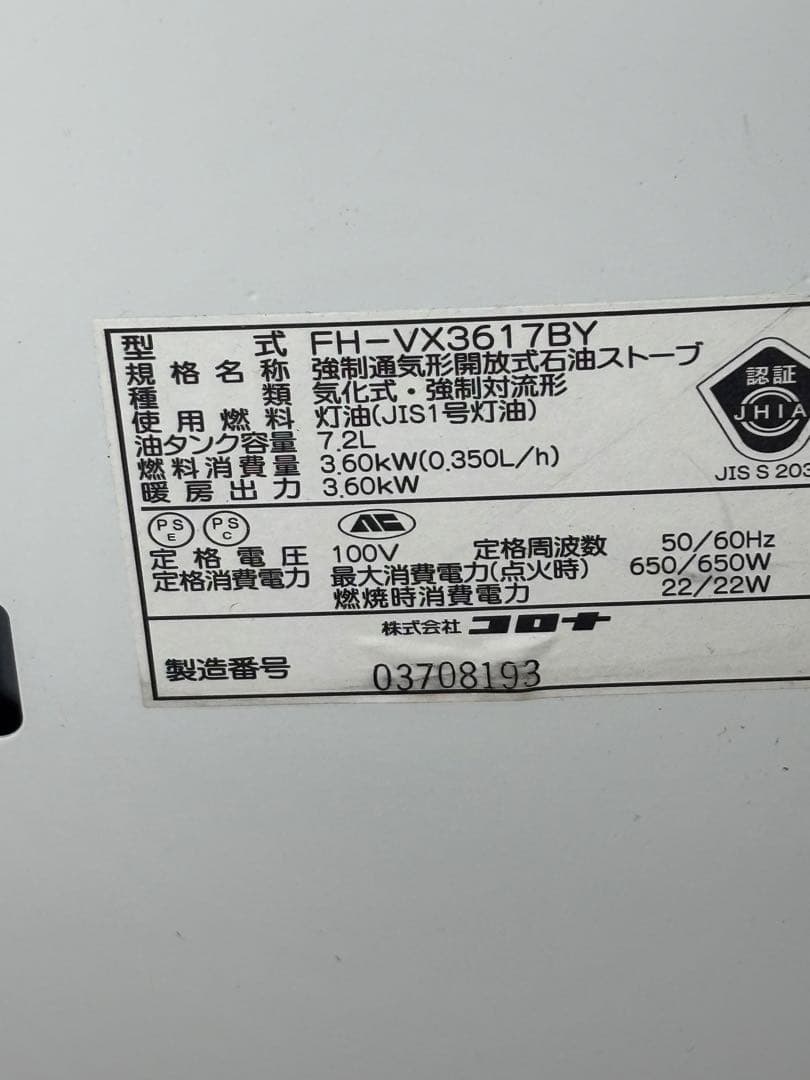 型式 FH-VX3617BY
規格名称 強制通気形開放式石油ストーブ
種類 気化式・強制対流形
使用燃料 灯油(JIS1号灯油)
油タンク容量 7.2L
燃料消費量 3.60kW(0.350L/h)
暖房出力 3.60kW
認証
JHIA
JIS S 203
PS E PS C
定格電圧 100V 定格周波数 50/60Hz
定格消費電力 最大消費電力(点火時) 650/650W
燃焼時消費電力 22/22W
株式会社 コロナ
製造番号 03708193